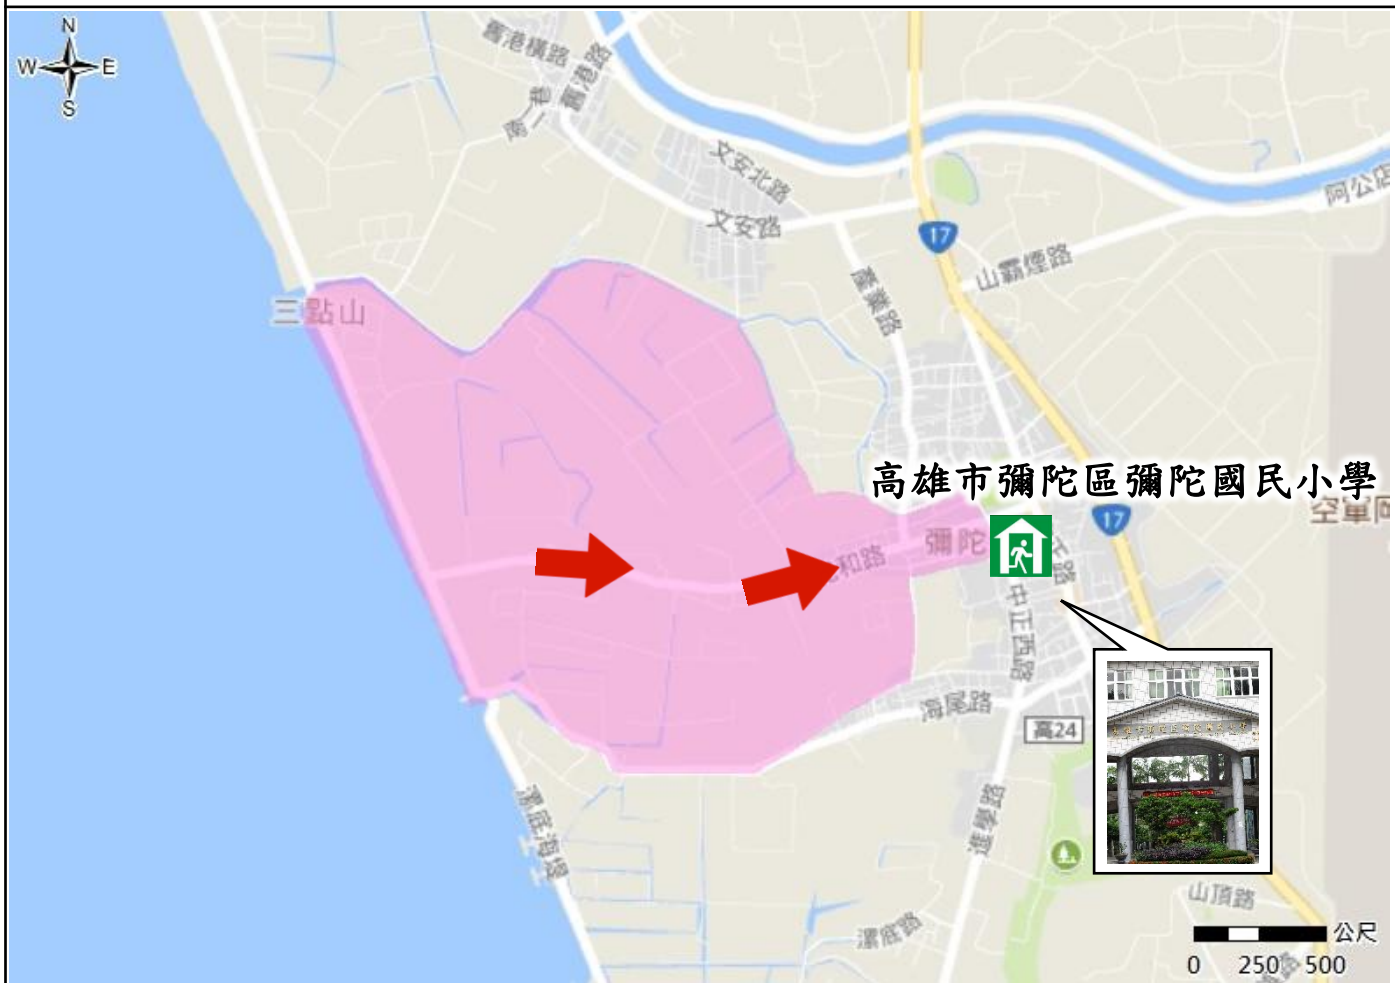 N
W E
S
舊港橫路
舊港路
南一巷
文安北路
文安路
17
阿公店
山霸煙路
產業路
三點山
高雄市彌陀區彌陀國民小學
17
空軍
彌陀
和路
路
中正西路
海尾路
高24
漯底海堤
進學路
山頂路
漯底路
公尺
0 250 500